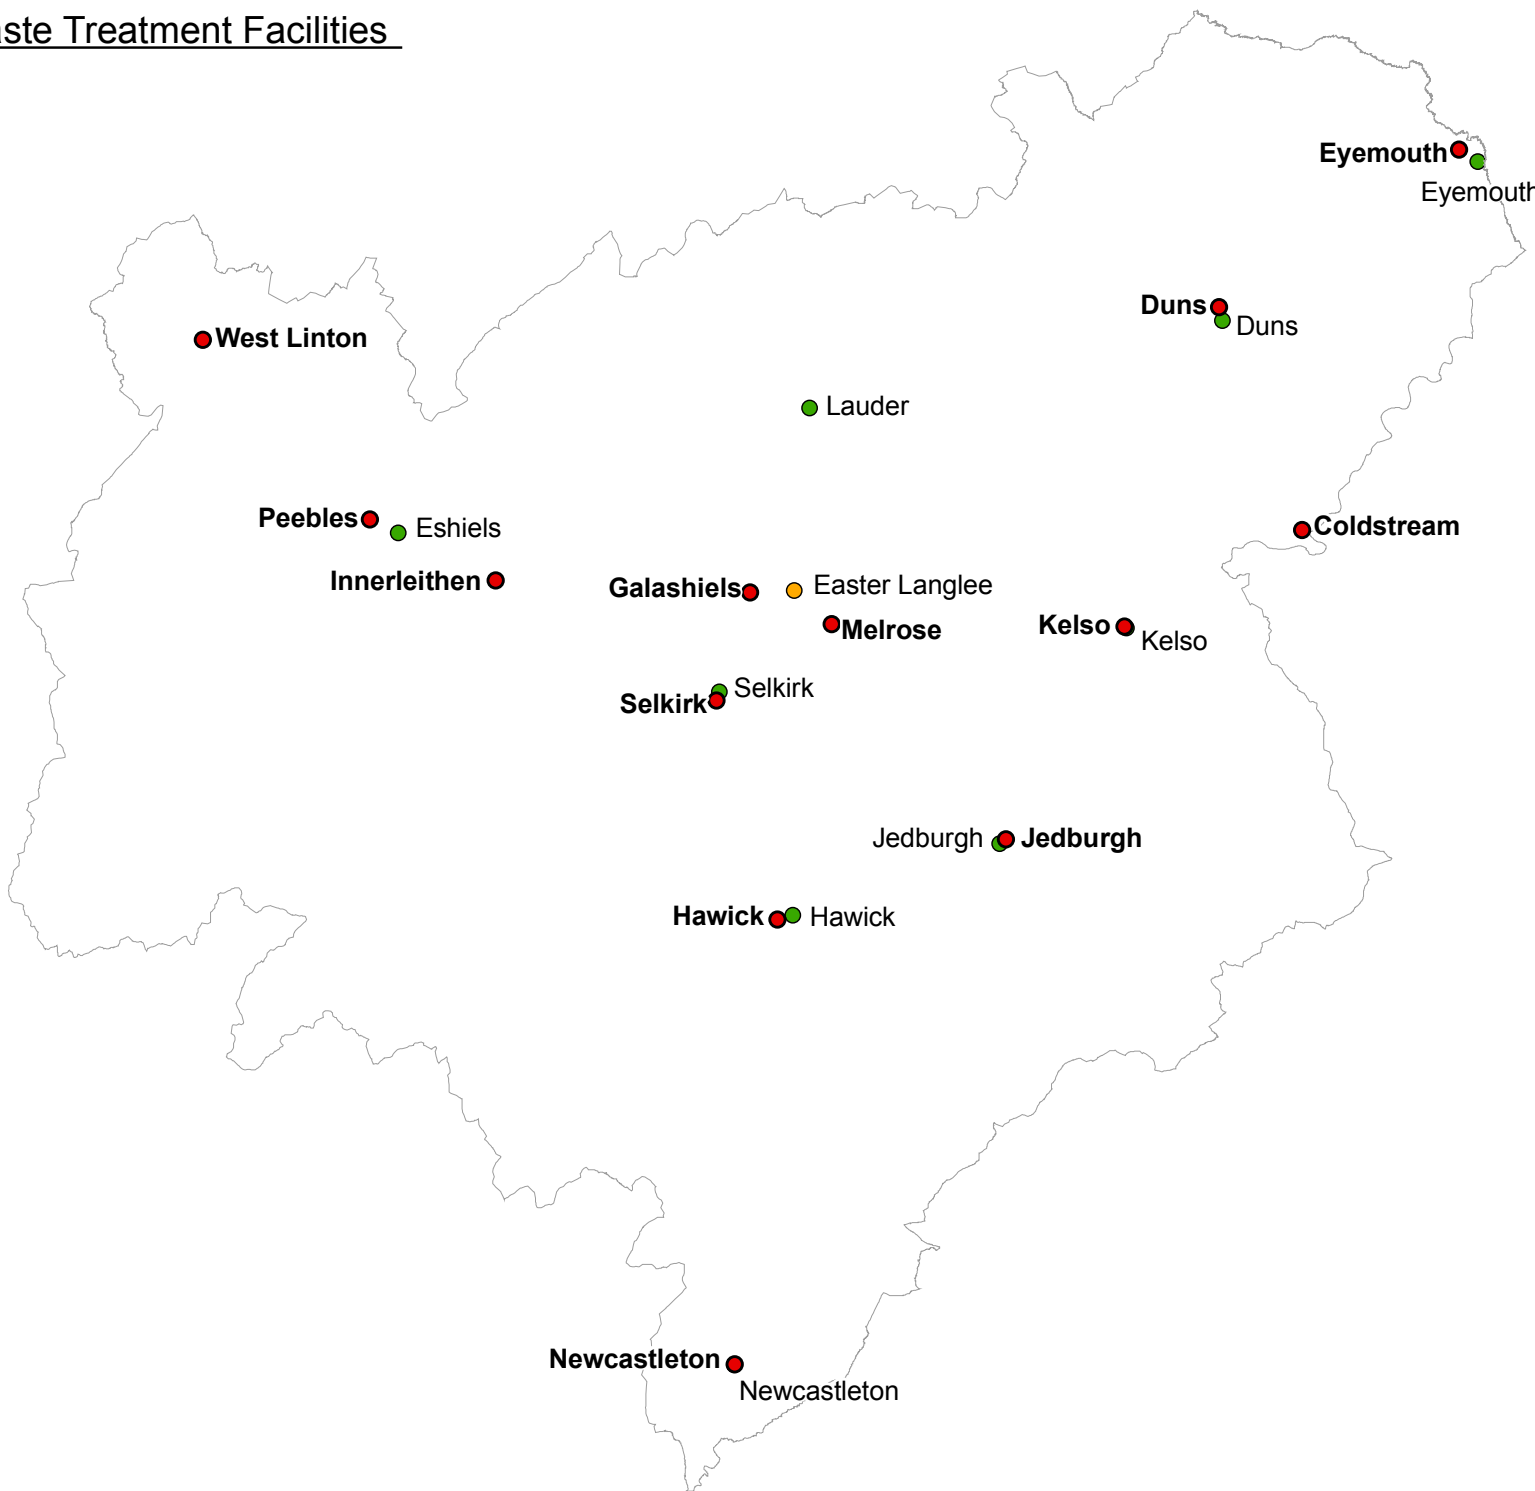 Treatment Facilities
Eyemouth
Eyemouth
Duns
Duns
West Linton
Lauder
Peebles
Eshiels
Coldstream
Innerleithen
Galashiels
Easter Langlee
Melrose
Kelso
Kelso
Selkirk
Selkirk
Jedburgh
Jedburgh
Hawick
Hawick
Newcastleton
Newcastleton